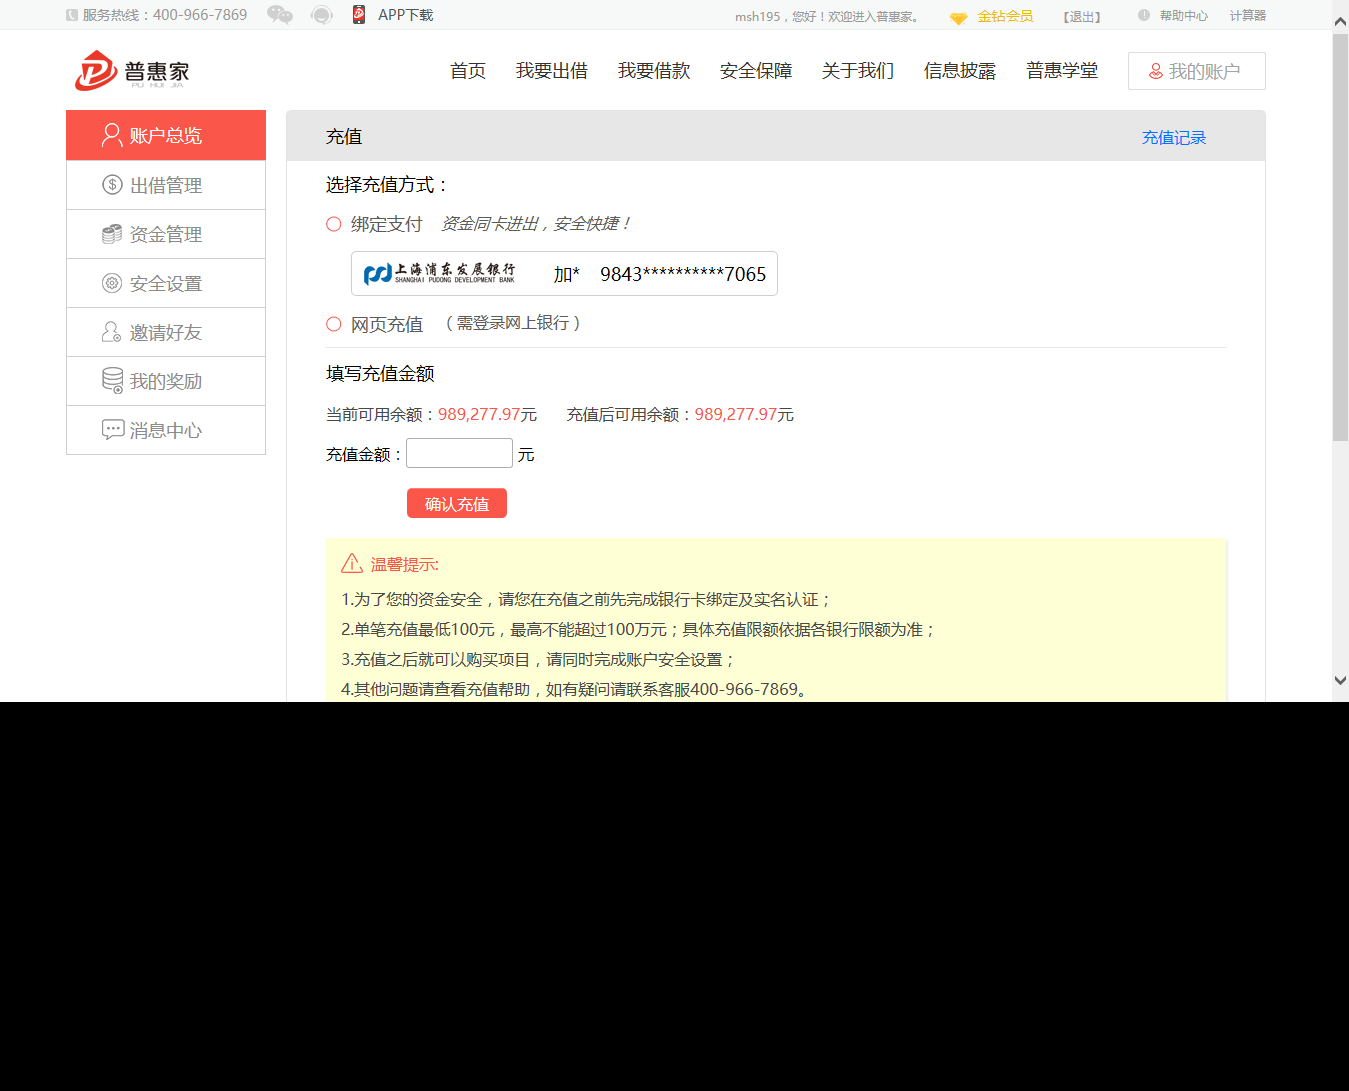 服务热线：400-966-7869 APP下载 msh195，您好！欢迎进入普惠家。 金钻会员 【退出】 帮助中心 计算器
普惠家 首页 我要出借 我要借款 安全保障 关于我们 信息披露 普惠学堂 我的账户
PU HUI JIA
账户总览
出借管理
资金管理
安全设置
邀请好友
我的奖励
消息中心
充值 充值记录
选择充值方式：
绑定支付 资金同卡进出，安全快捷！
上海浦东发展银行 加* 9843**********7065
SHANGHAI PUDONG DEVELOPMENT BANK
网页充值 （需登录网上银行）
填写充值金额
当前可用余额：989,277.97元 充值后可用余额：989,277.97元
充值金额： 元
确认充值
温馨提示:
1.为了您的资金安全，请您在充值之前先完成银行卡绑定及实名认证；
2.单笔充值最低100元，最高不能超过100万元；具体充值限额依据各银行限额为准；
3.充值之后就可以购买项目，请同时完成账户安全设置；
4.其他问题请查看充值帮助，如有疑问请联系客服400-966-7869。